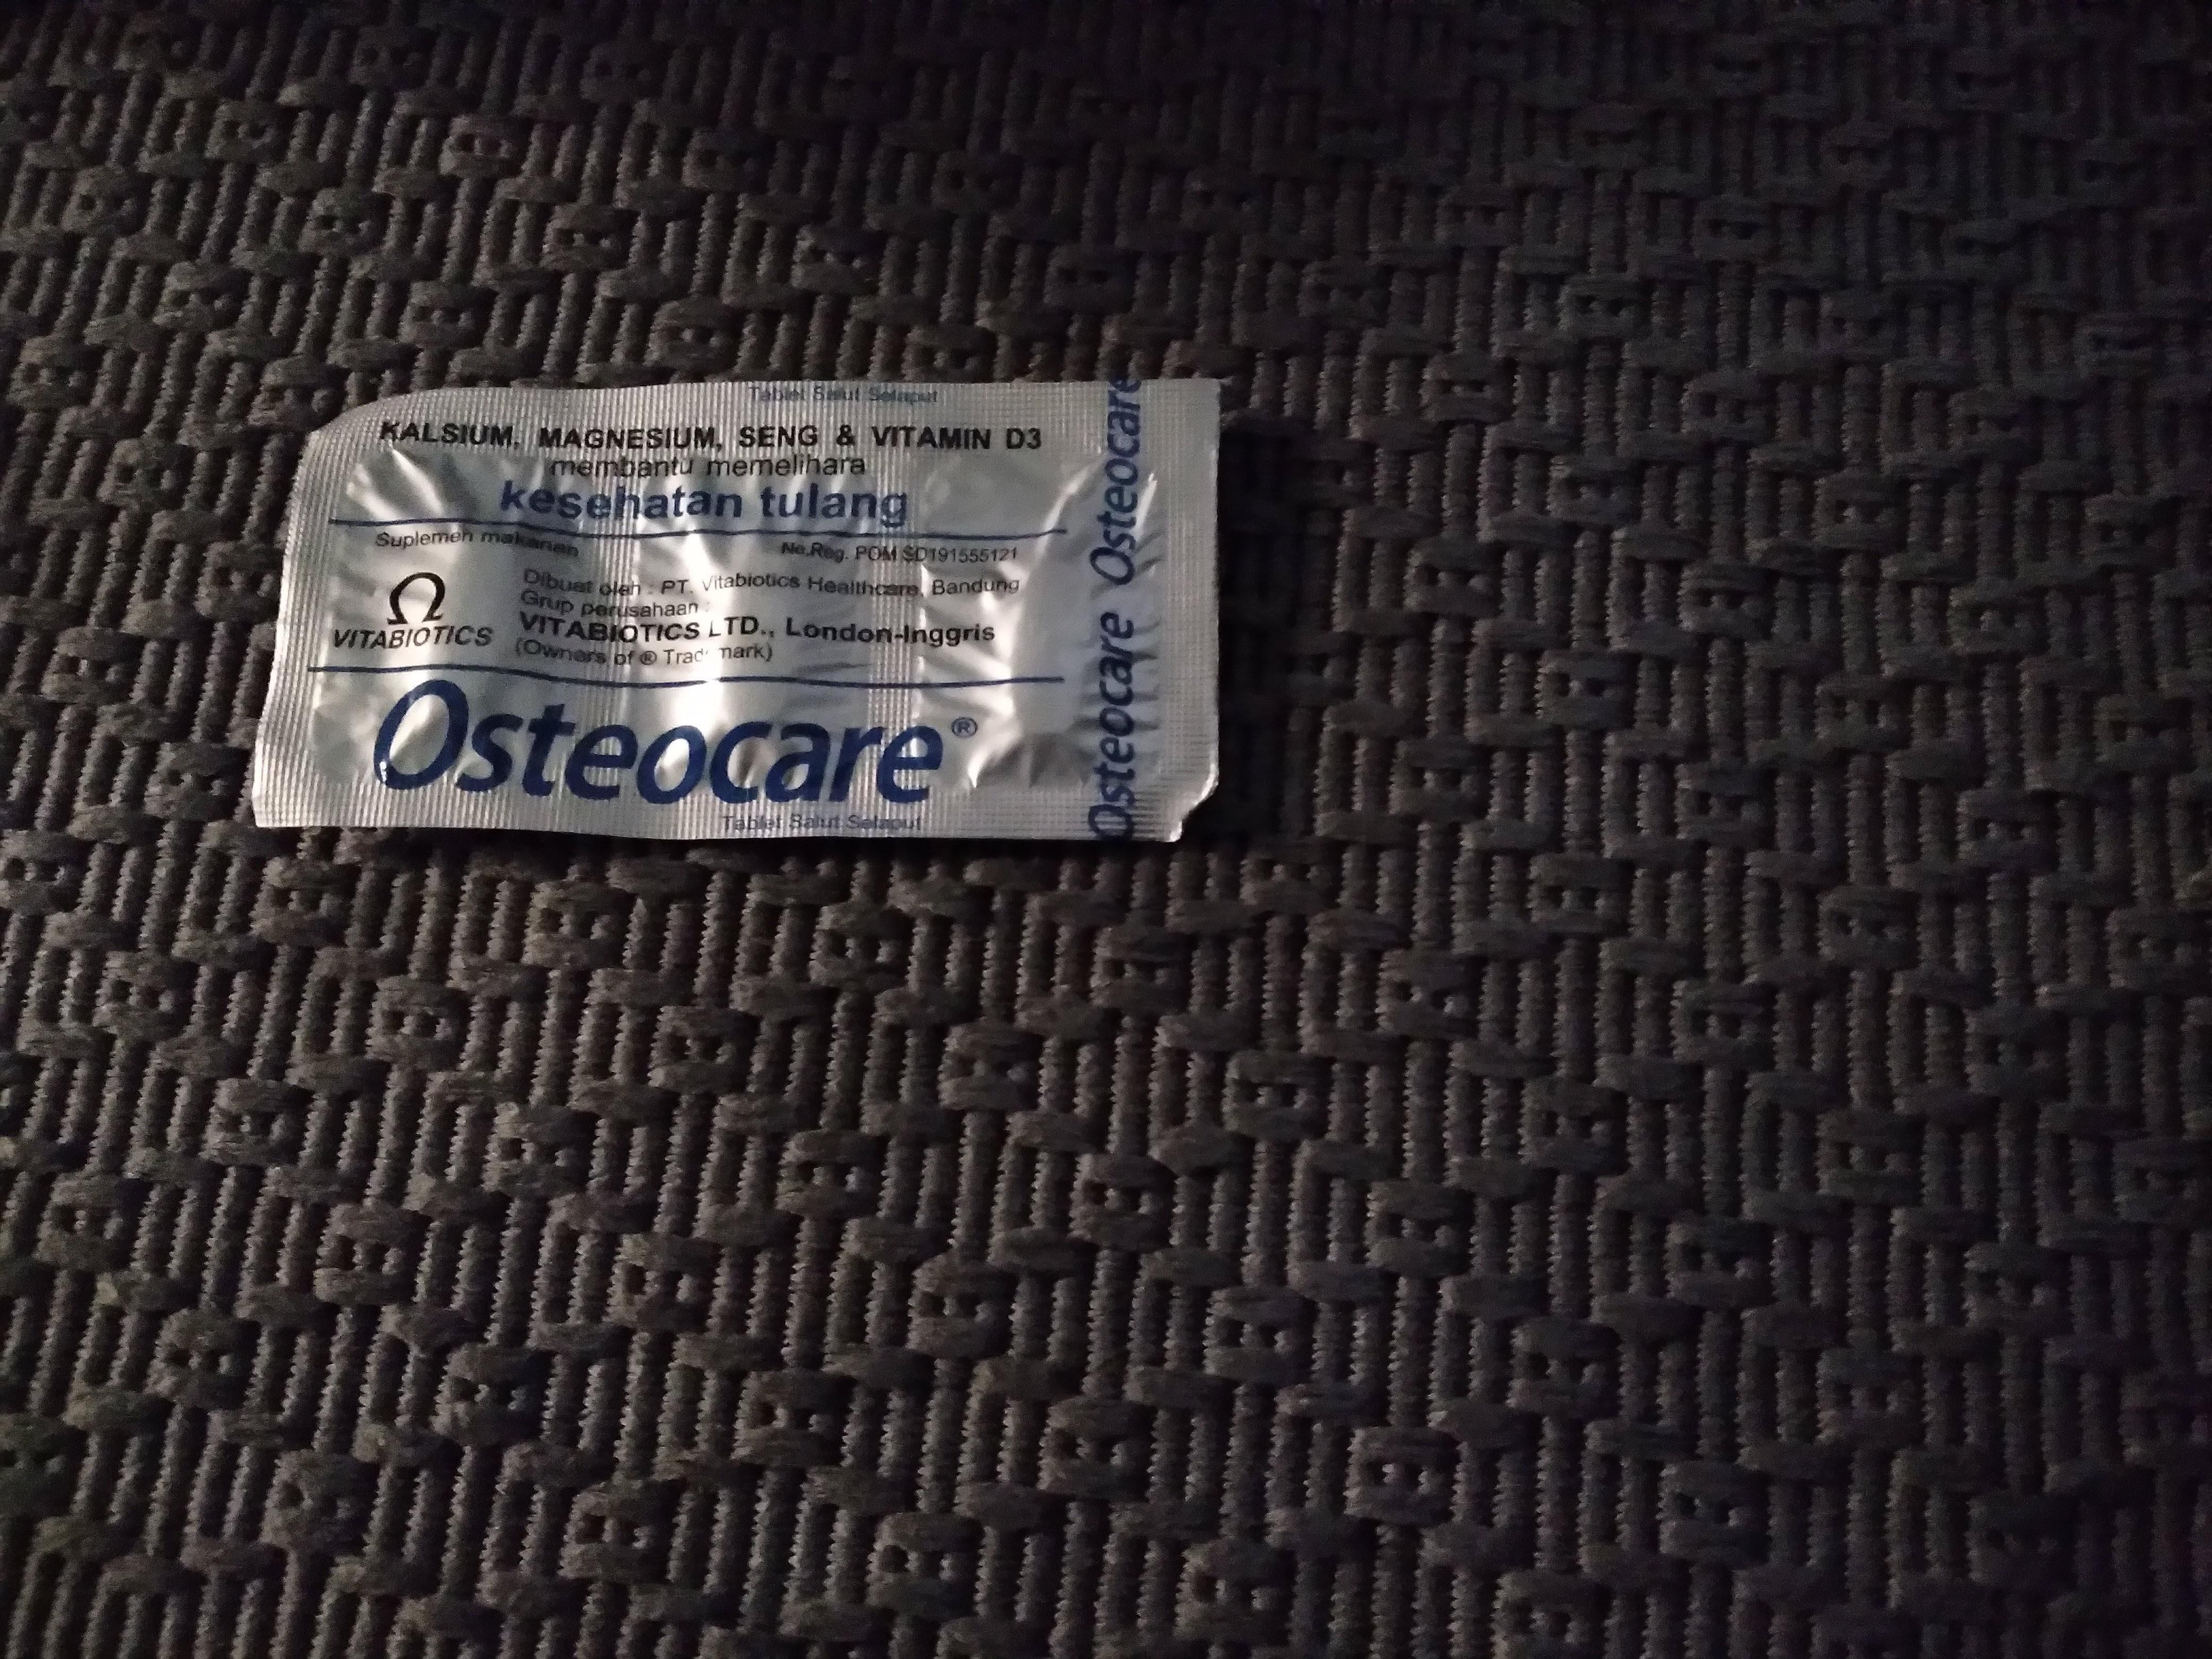 Tablet Salut Selaput
KALSIUM, MAGNESIUM, SENG & VITAMIN D3
membantu memelihara
kesehatan tulang
Suplemen makanan
No.Reg. POM SD191555121
Dibuat oleh : PT. Vitabiotics Healthcare, Bandung
Grup perusahaan :
VITABIOTICS LTD., London-Inggris
(Owners of ® Trademark)
Ω
VITABIOTICS
Osteocare®
Tablet Salut Selaput
Osteocare Osteocare